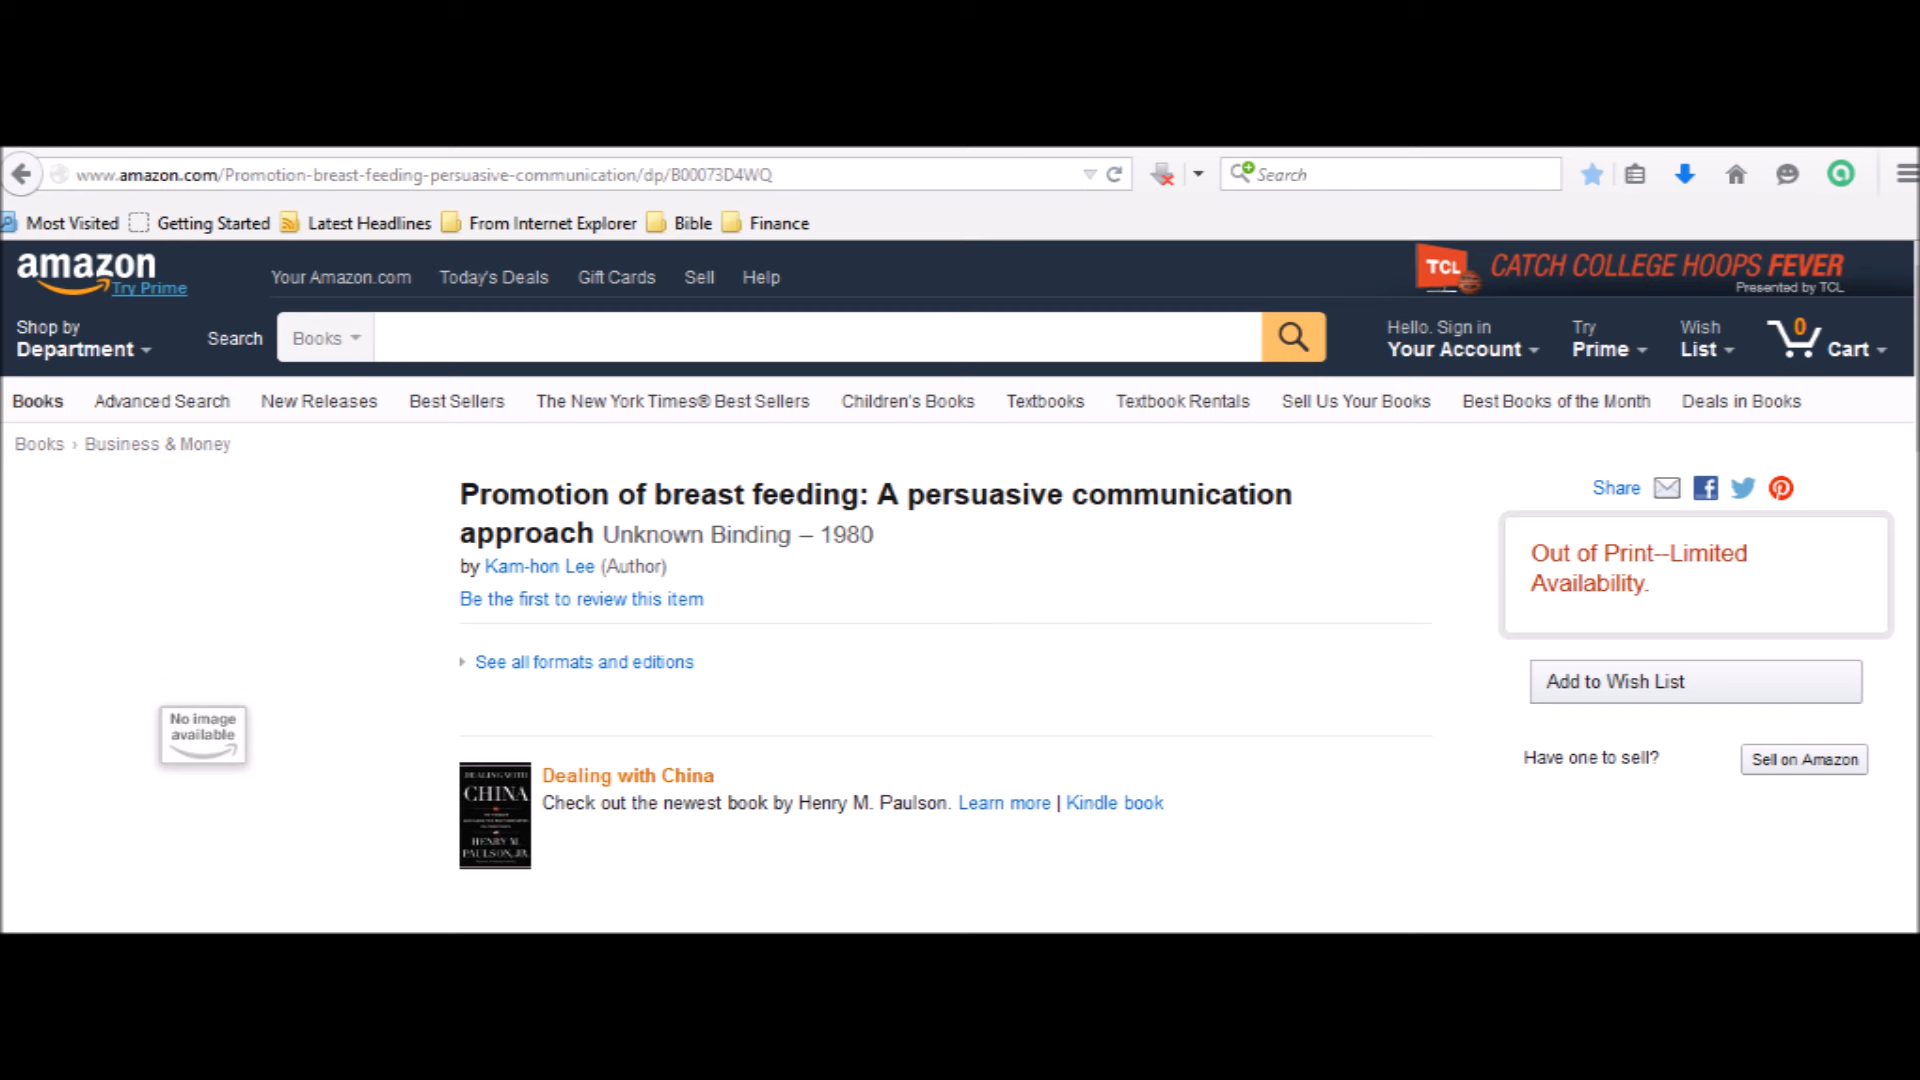 www.amazon.com/Promotion-breast-feeding-persuasive-communication/dp/B00073D4WQ
Search
Most Visited Getting Started Latest Headlines From Internet Explorer Bible Finance
amazon
Try Prime
Your Amazon.com Today's Deals Gift Cards Sell Help
TCL CATCH COLLEGE HOOPS FEVER
Presented by TCL
Shop by
Department
Search Books
Hello. Sign in
Your Account
Try
Prime
Wish
List
0
Cart
Books Advanced Search New Releases Best Sellers The New York Times® Best Sellers Children's Books Textbooks Textbook Rentals Sell Us Your Books Best Books of the Month Deals in Books
Books › Business & Money
Promotion of breast feeding: A persuasive communication
approach Unknown Binding – 1980
by Kam-hon Lee (Author)
Be the first to review this item
See all formats and editions
No image
available
DEALING WITH
CHINA
HENRY M.
PAULSON, JR.
Dealing with China
Check out the newest book by Henry M. Paulson. Learn more | Kindle book
Share
Out of Print--Limited
Availability.
Add to Wish List
Have one to sell? Sell on Amazon